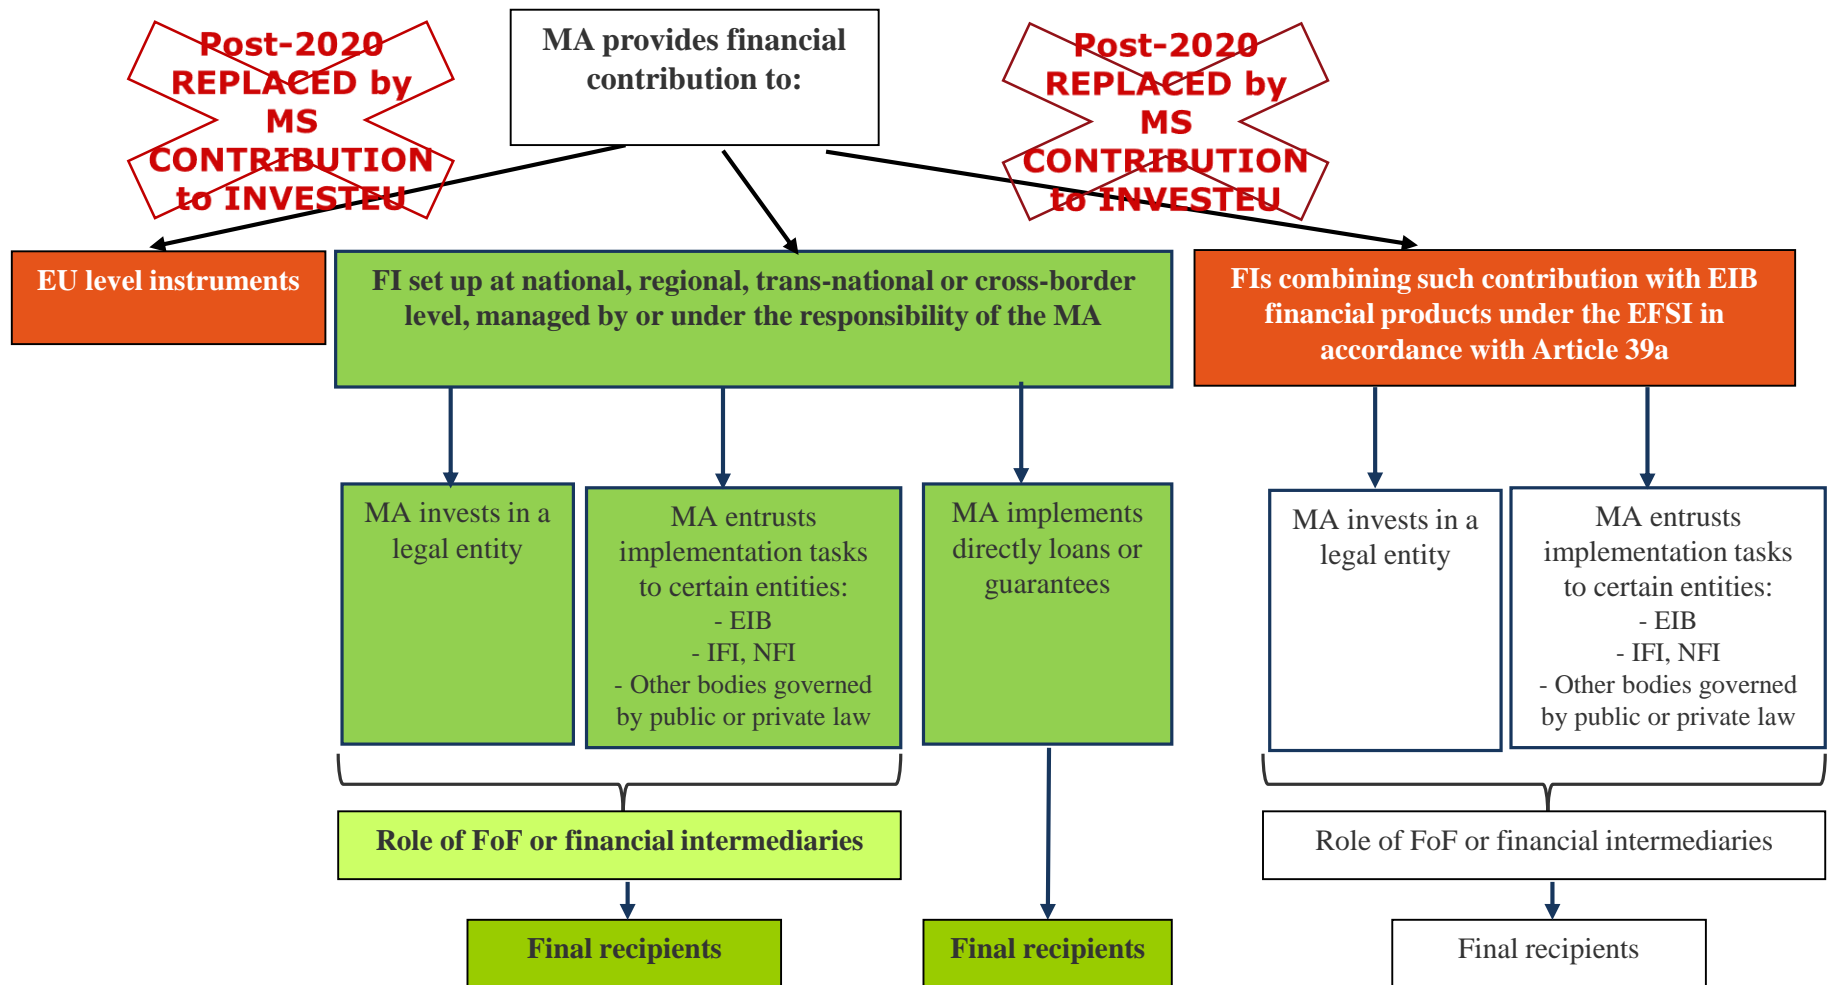 Post-2020
REPLACED by
MS
CONTRIBUTION
to INVESTEU
MA provides financial
contribution to:
Post-2020
REPLACED by
MS
CONTRIBUTION
to INVESTEU
EU level instruments
FI set up at national, regional, trans-national or cross-border
level, managed by or under the responsibility of the MA
FIs combining such contribution with EIB
financial products under the EFSI in
accordance with Article 39a
MA invests in a
legal entity
MA entrusts
implementation tasks
to certain entities:
- EIB
- IFI, NFI
- Other bodies governed
by public or private law
MA implements
directly loans or
guarantees
MA invests in a
legal entity
MA entrusts
implementation tasks
to certain entities:
- EIB
- IFI, NFI
- Other bodies governed
by public or private law
Role of FoF or financial intermediaries
Role of FoF or financial intermediaries
Final recipients
Final recipients
Final recipients